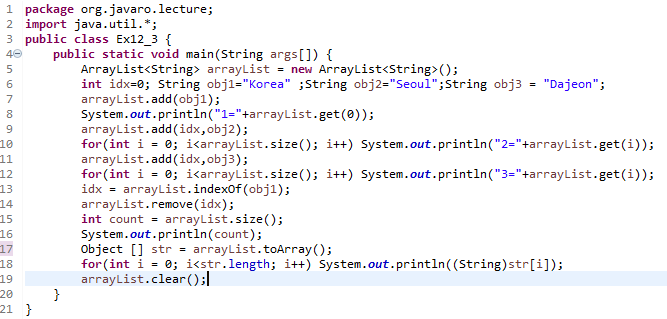 1 package org.javaro.lecture;
2 import java.util.*;
3 public class Ex12_3 {
4 public static void main(String args[]) {
5 ArrayList<String> arrayList = new ArrayList<String>();
6 int idx=0; String obj1="Korea" ;String obj2="Seoul";String obj3 = "Dajeon";
7 arrayList.add(obj1);
8 System.out.println("1="+arrayList.get(0));
9 arrayList.add(idx,obj2);
10 for(int i = 0; i<arrayList.size(); i++) System.out.println("2="+arrayList.get(i));
11 arrayList.add(idx,obj3);
12 for(int i = 0; i<arrayList.size(); i++) System.out.println("3="+arrayList.get(i));
13 idx = arrayList.indexOf(obj1);
14 arrayList.remove(idx);
15 int count = arrayList.size();
16 System.out.println(count);
17 Object [] str = arrayList.toArray();
18 for(int i = 0; i<str.length; i++) System.out.println((String)str[i]);
19 arrayList.clear();
20 }
21 }